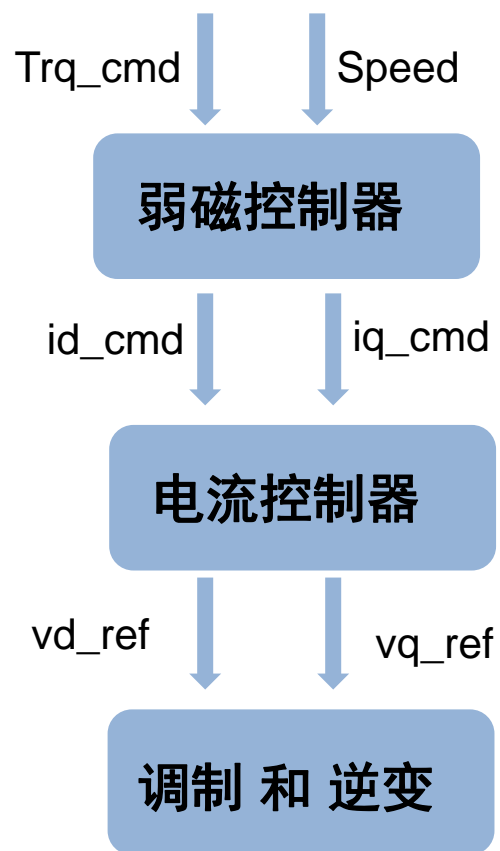 Trq_cmd Speed
弱磁控制器
id_cmd iq_cmd
电流控制器
vd_ref vq_ref
调制 和 逆变